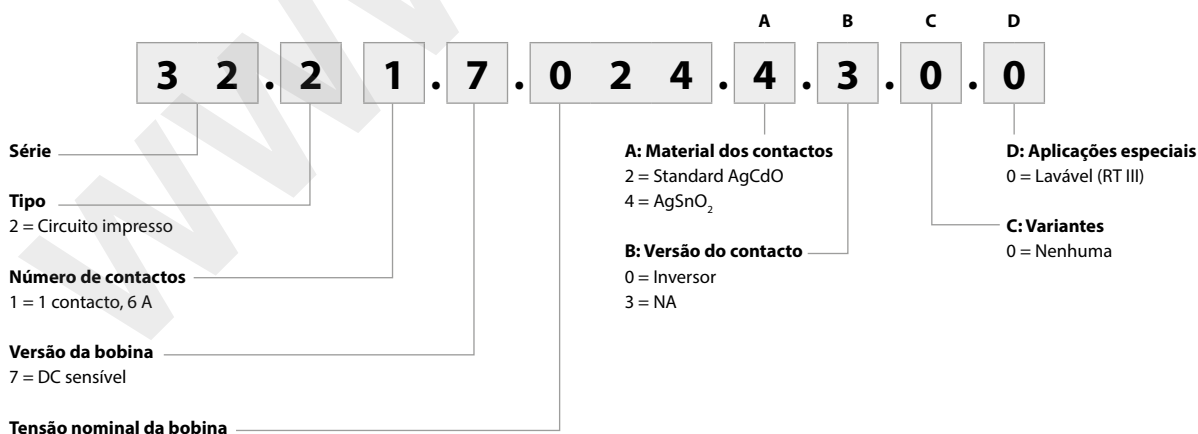 A B C D
3 2 . 2 1 . 7 . 0 2 4 . 4 . 3 . 0 . 0
Série
Tipo
2 = Circuito impresso
Número de contactos
1 = 1 contacto, 6 A
Versão da bobina
7 = DC sensível
Tensão nominal da bobina
A: Material dos contactos
2 = Standard AgCdO
4 = AgSnO₂
B: Versão do contacto
0 = Inversor
3 = NA
D: Aplicações especiais
0 = Lavável (RT III)
C: Variantes
0 = Nenhuma